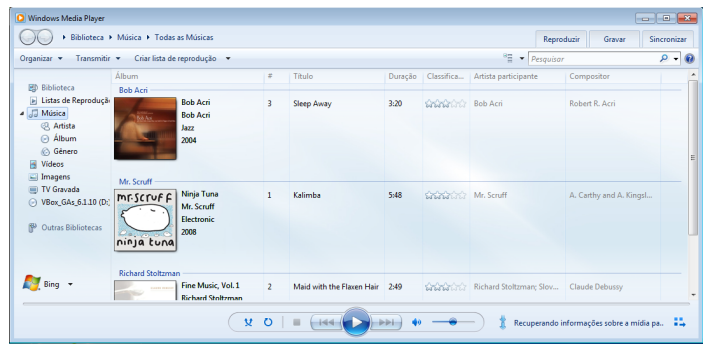 Windows Media Player
Biblioteca Música Todas as Músicas
Reproduzir Gravar Sincronizar
Organizar Transmitir Criar lista de reprodução Pesquisar
Álbum # Título Duração Classifica... Artista participante Compositor
Biblioteca
Listas de Reproduçã
Música
Artista
Álbum
Gênero
Vídeos
Imagens
TV Gravada
VBox_GAs_6.1.10 (D:)
Outras Bibliotecas
Bing
Bob Acri
Bob Acri 3 Sleep Away 3:20 Bob Acri Robert R. Acri
Bob Acri
Jazz
2004
Mr. Scruff
mr.scruff
ninja tuna
Ninja Tuna 1 Kalimba 5:48 Mr. Scruff A. Carthy and A. Kingsl...
Mr. Scruff
Electronic
2008
Richard Stoltzman
Fine Music, Vol. 1 2 Maid with the Flaxen Hair 2:49 Richard Stoltzman; Slov... Claude Debussy
Richard Stoltzman
Recuperando informações sobre a mídia pa..